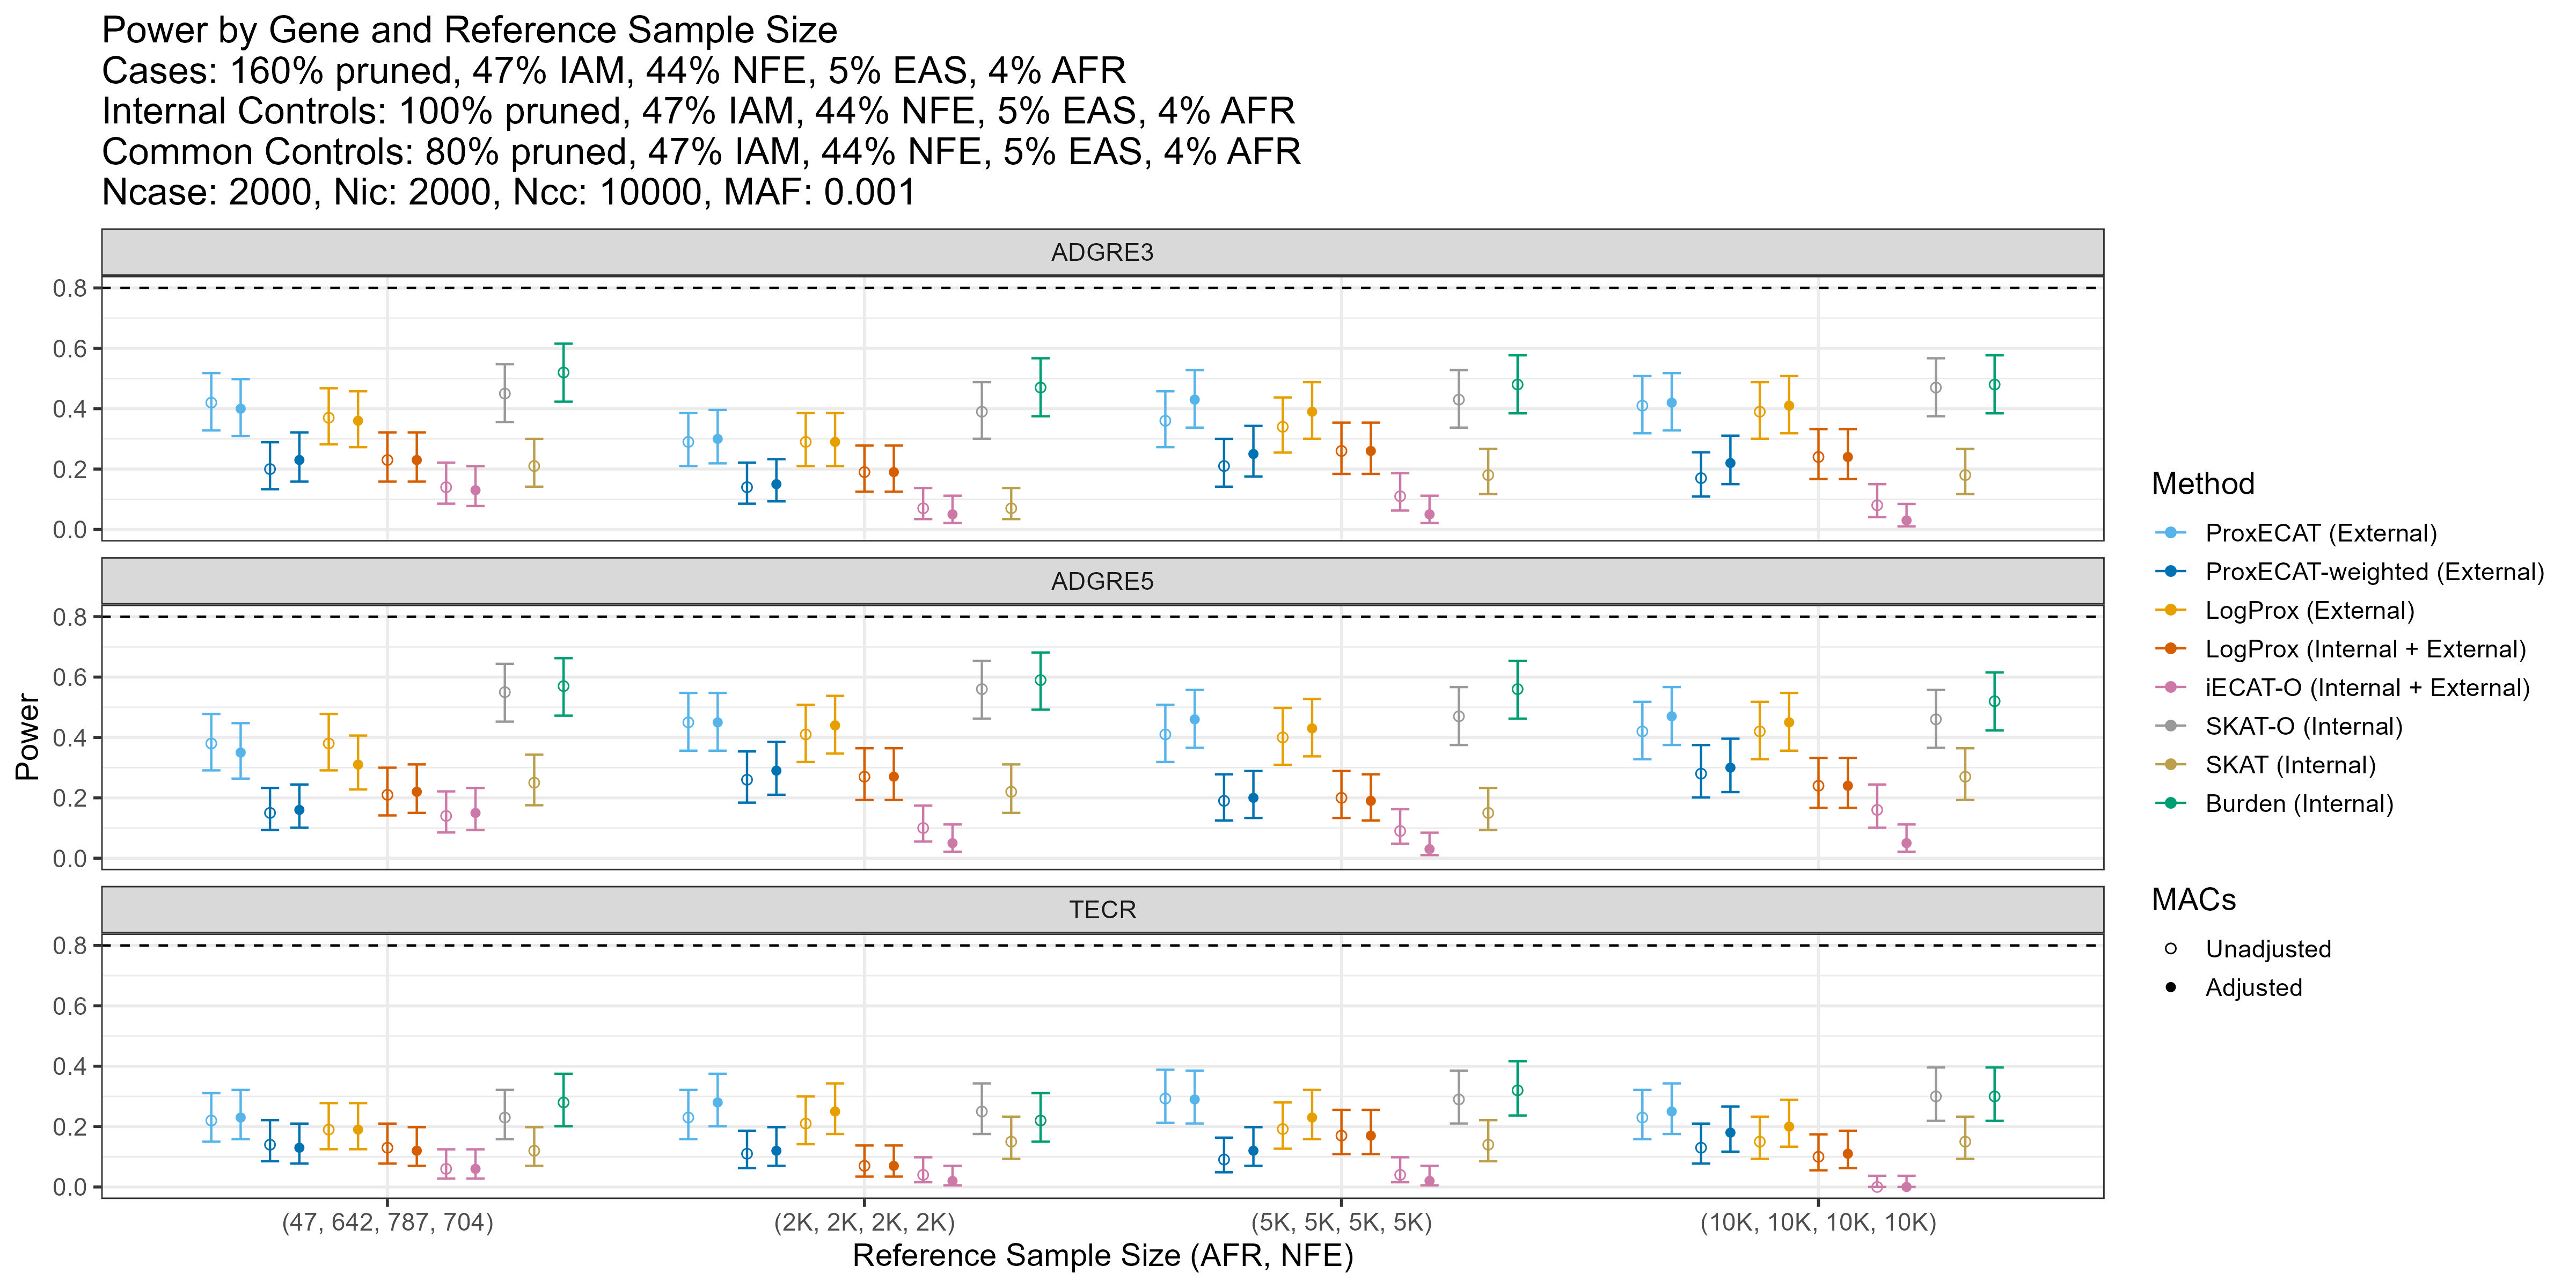 Power by Gene and Reference Sample Size
Cases: 160% pruned, 47% IAM, 44% NFE, 5% EAS, 4% AFR
Internal Controls: 100% pruned, 47% IAM, 44% NFE, 5% EAS, 4% AFR
Common Controls: 80% pruned, 47% IAM, 44% NFE, 5% EAS, 4% AFR
Ncase: 2000, Nic: 2000, Ncc: 10000, MAF: 0.001
ADGRE3
0.8
0.6
0.4
0.2
0.0
ADGRE5
0.8
0.6
0.4
0.2
0.0
TECR
0.8
0.6
0.4
0.2
0.0
Power
(47, 642, 787, 704)
(2K, 2K, 2K, 2K)
(5K, 5K, 5K, 5K)
(10K, 10K, 10K, 10K)
Reference Sample Size (AFR, NFE)
Method
ProxECAT (External)
ProxECAT-weighted (External)
LogProx (External)
LogProx (Internal + External)
iECAT-O (Internal + External)
SKAT-O (Internal)
SKAT (Internal)
Burden (Internal)
MACs
Unadjusted
Adjusted